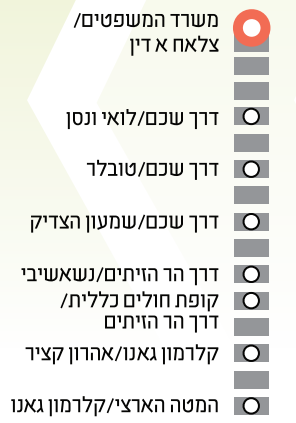 משרד המשפטים/
צלאח א דין
דרך שכם/לואי ונסן
דרך שכם/טובלר
דרך שכם/שמעון הצדיק
דרך הר הזיתים/נשאשיבי
קופת חולים כללית/
דרך הר הזיתים
קלרמון גאנו/אהרון קציר
המטה הארצי/קלרמון גאנו